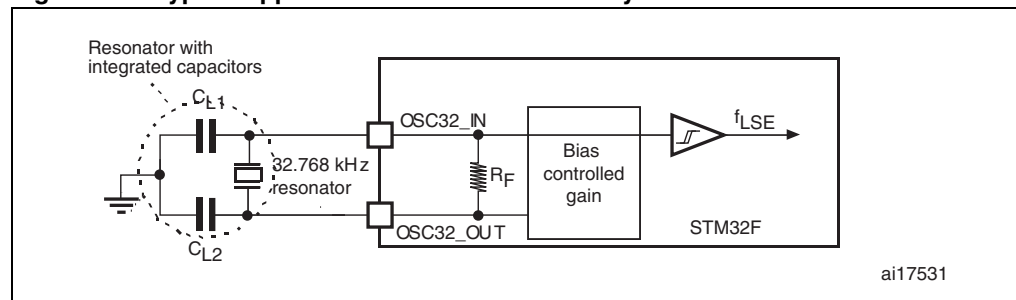 Resonator with
integrated capacitors
CL1
OSC32_IN
fLSE
32.768 kHz
resonator
RF
Bias
controlled
gain
OSC32_OUT
STM32F
CL2
ai17531